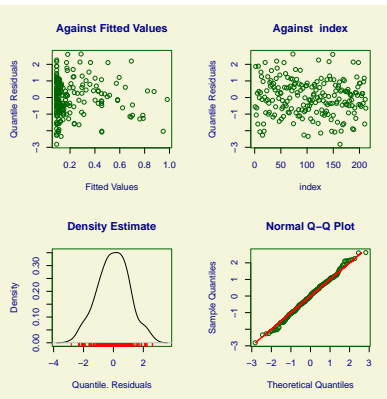 Against Fitted Values
Quantile Residuals
2
1
0
−1
−3
0.2 0.4 0.6 0.8 1.0
Fitted Values
Against index
Quantile Residuals
2
1
0
−1
−3
0 50 100 150 200
index
Density Estimate
Density
0.30
0.20
0.10
0.00
−4 −2 0 2
Quantile. Residuals
Normal Q−Q Plot
Sample Quantiles
2
1
0
−1
−3
−3 −2 −1 0 1 2 3
Theoretical Quantiles